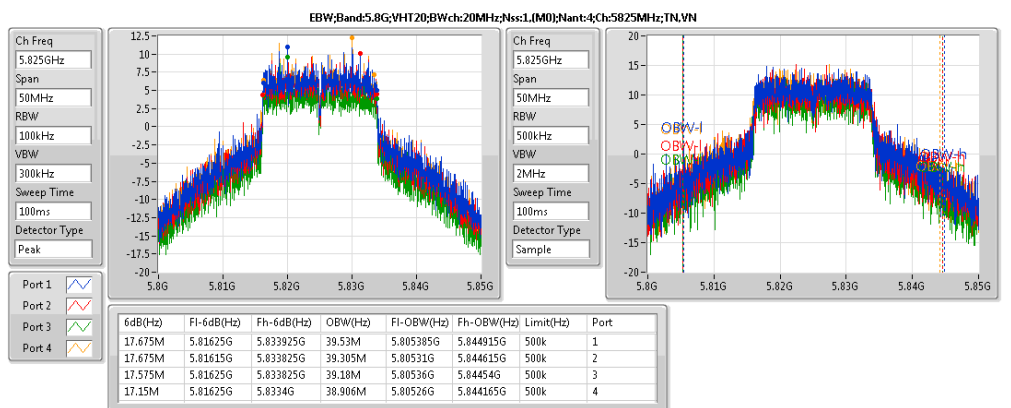 EBW;Band:5.8G;VHT20;BWch:20MHz;Nss:1,(M0);Nant:4;Ch:5825MHz;TN,VN
Ch Freq
5.825GHz
Span
50MHz
RBW
100kHz
VBW
300kHz
Sweep Time
100ms
Detector Type
Peak
12.5
10
7.5
5
2.5
0
-2.5
-5
-7.5
-10
-12.5
-15
-17.5
-20
5.8G 5.81G 5.82G 5.83G 5.84G 5.85G
Ch Freq
5.825GHz
Span
50MHz
RBW
500kHz
VBW
2MHz
Sweep Time
100ms
Detector Type
Sample
20
15
10
5
0
-5
-10
-15
-20
OBW-l
OBW-l
OBW-h
5.8G 5.81G 5.82G 5.83G 5.84G 5.85G
Port 1
Port 2
Port 3
Port 4
6dB(Hz) Fl-6dB(Hz) Fh-6dB(Hz) OBW(Hz) Fl-OBW(Hz) Fh-OBW(Hz) Limit(Hz) Port
17.675M 5.81625G 5.833925G 39.53M 5.805385G 5.844915G 500k 1
17.675M 5.81615G 5.833825G 39.305M 5.80531G 5.844615G 500k 2
17.575M 5.81625G 5.833825G 39.18M 5.80536G 5.84454G 500k 3
17.15M 5.81625G 5.8334G 38.906M 5.80526G 5.844165G 500k 4